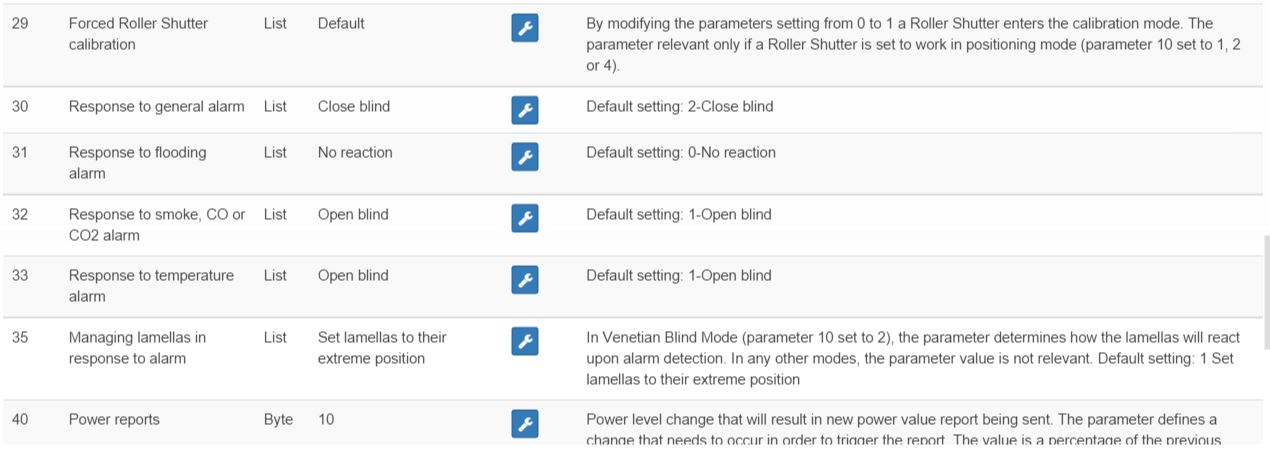 29 Forced Roller Shutter List Default By modifying the parameters setting from 0 to 1 a Roller Shutter enters the calibration mode. The
calibration parameter relevant only if a Roller Shutter is set to work in positioning mode (parameter 10 set to 1, 2
or 4).
30 Response to general alarm List Close blind Default setting: 2-Close blind
31 Response to flooding List No reaction Default setting: 0-No reaction
alarm
32 Response to smoke, CO or List Open blind Default setting: 1-Open blind
CO2 alarm
33 Response to temperature List Open blind Default setting: 1-Open blind
alarm
35 Managing lamellas in List Set lamellas to their In Venetian Blind Mode (parameter 10 set to 2), the parameter determines how the lamellas will react
response to alarm extreme position upon alarm detection. In any other modes, the parameter value is not relevant. Default setting: 1 Set
lamellas to their extreme position
40 Power reports Byte 10 Power level change that will result in new power value report being sent. The parameter defines a
change that needs to occur in order to trigger the report. The value is a percentage of the previous